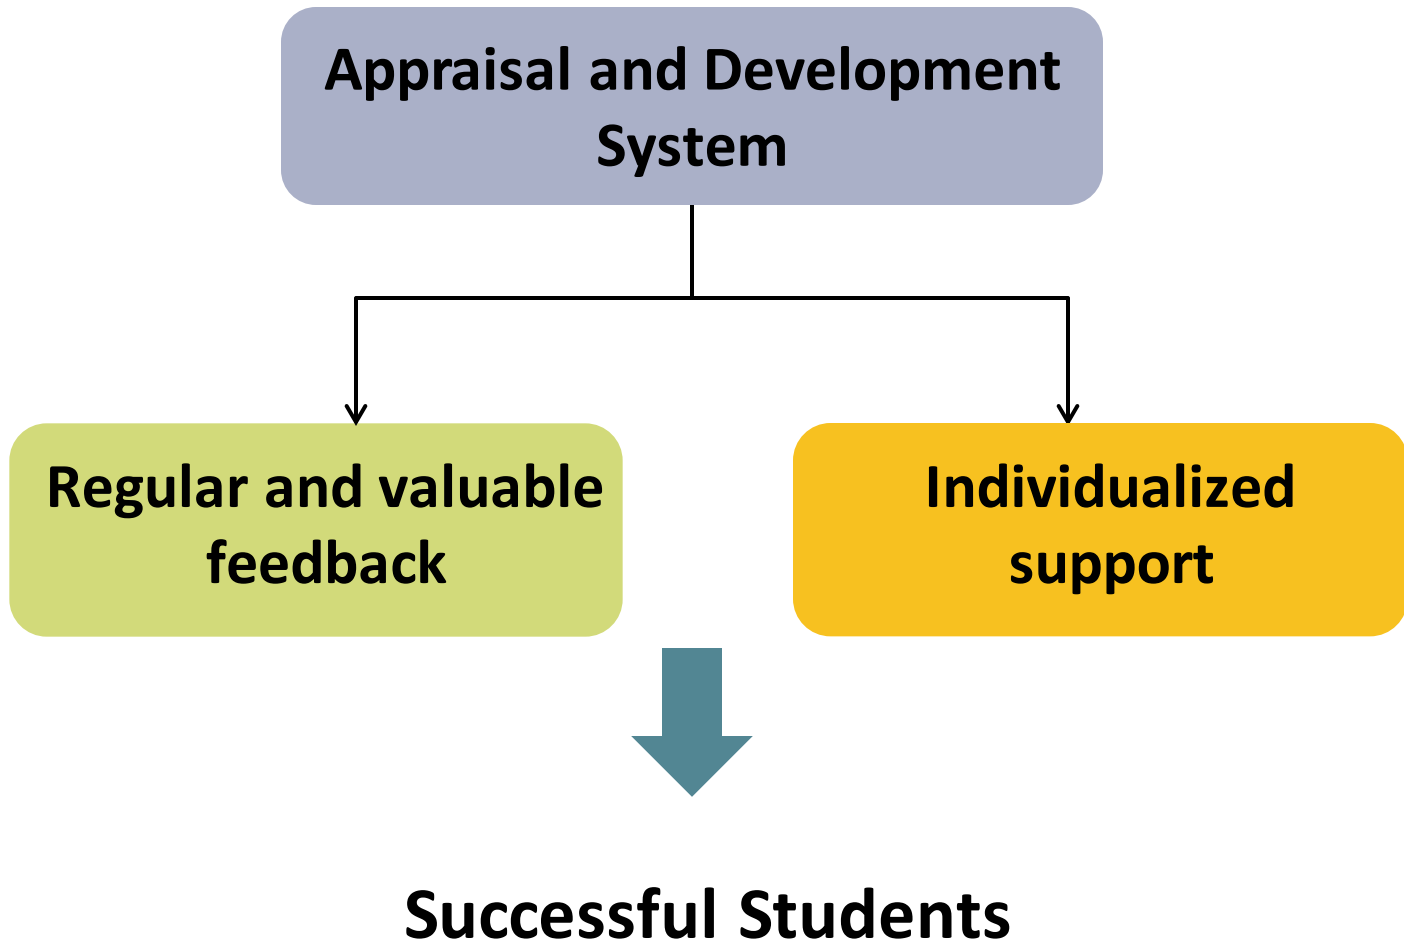 Appraisal and Development
System
Regular and valuable
feedback
Individualized
support
Successful Students